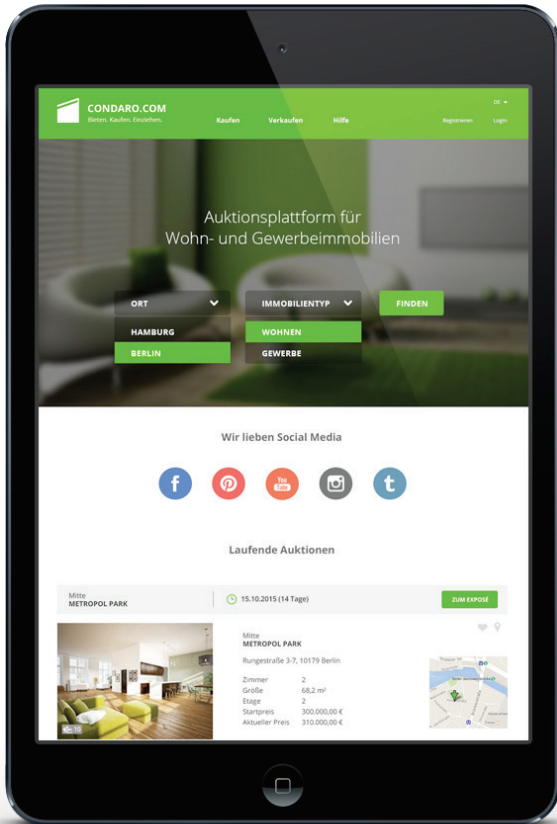 CONDARO.COM
Bieten. Kaufen. Einziehen.
Kaufen Verkaufen Hilfe
DE
Registrieren Login
Auktionsplattform für
Wohn- und Gewerbeimmobilien
ORT IMMOBILIENTYP FINDEN
HAMBURG WOHNEN
BERLIN GEWERBE
Wir lieben Social Media
f You Tube t
Laufende Auktionen
Mitte
METROPOL PARK
15.10.2015 (14 Tage)
ZUM EXPOSÉ
Mitte
METROPOL PARK
Rungestraße 3-7, 10179 Berlin
Zimmer 2
Größe 68,2 m²
Etage 2
Startpreis 300.000,00 €
Aktueller Preis 310.000,00 €
10